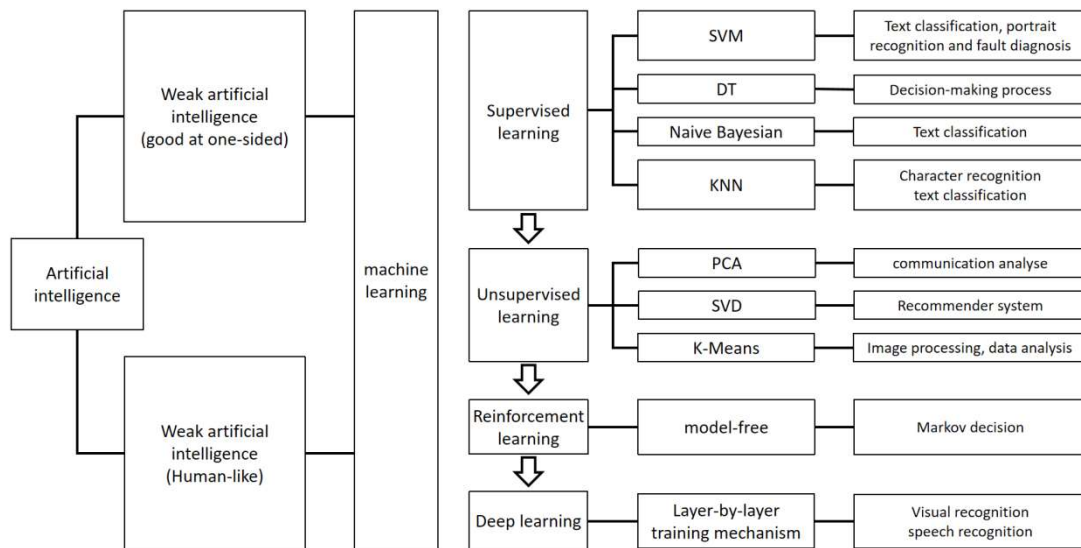 Weak artificial
intelligence
(good at one-sided)
Artificial
intelligence
Weak artificial
intelligence
(Human-like)
machine
learning
Supervised
learning
SVM
Text classification, portrait
recognition and fault diagnosis
DT
Decision-making process
Naive Bayesian
Text classification
KNN
Character recognition
text classification
Unsupervised
learning
PCA
communication analyse
SVD
Recommender system
K-Means
Image processing, data analysis
Reinforcement
learning
model-free
Markov decision
Deep learning
Layer-by-layer
training mechanism
Visual recognition
speech recognition